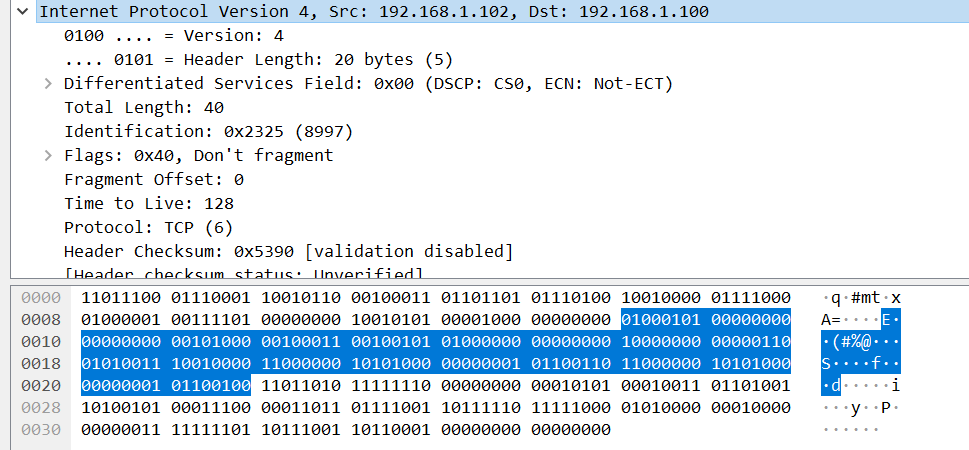 Internet Protocol Version 4, Src: 192.168.1.102, Dst: 192.168.1.100
0100 .... = Version: 4
.... 0101 = Header Length: 20 bytes (5)
Differentiated Services Field: 0x00 (DSCP: CS0, ECN: Not-ECT)
Total Length: 40
Identification: 0x2325 (8997)
Flags: 0x40, Don't fragment
Fragment Offset: 0
Time to Live: 128
Protocol: TCP (6)
Header Checksum: 0x5390 [validation disabled]
[Header checksum status: Unverified]
0000 11011100 01110001 10010110 00100011 01101101 01110100 10010000 01111000 ·q·#mt·x
0008 01000001 00111101 00000000 10010101 00001000 00000000 01000101 00000000 A=····E·
0010 00000000 00101000 00100011 00100101 01000000 00000000 10000000 00000110 ·(#%@···
0018 01010011 10010000 11000000 10101000 00000001 01100110 11000000 10101000 S····f··
0020 00000001 01100100 11011010 11111110 00000000 00010101 00010011 01101001 ·d·····i
0028 10100101 00011100 00011011 01111001 10111110 11111000 01010000 00010000 ···y··P·
0030 00000011 11111101 10111001 10110001 00000000 00000000 ······